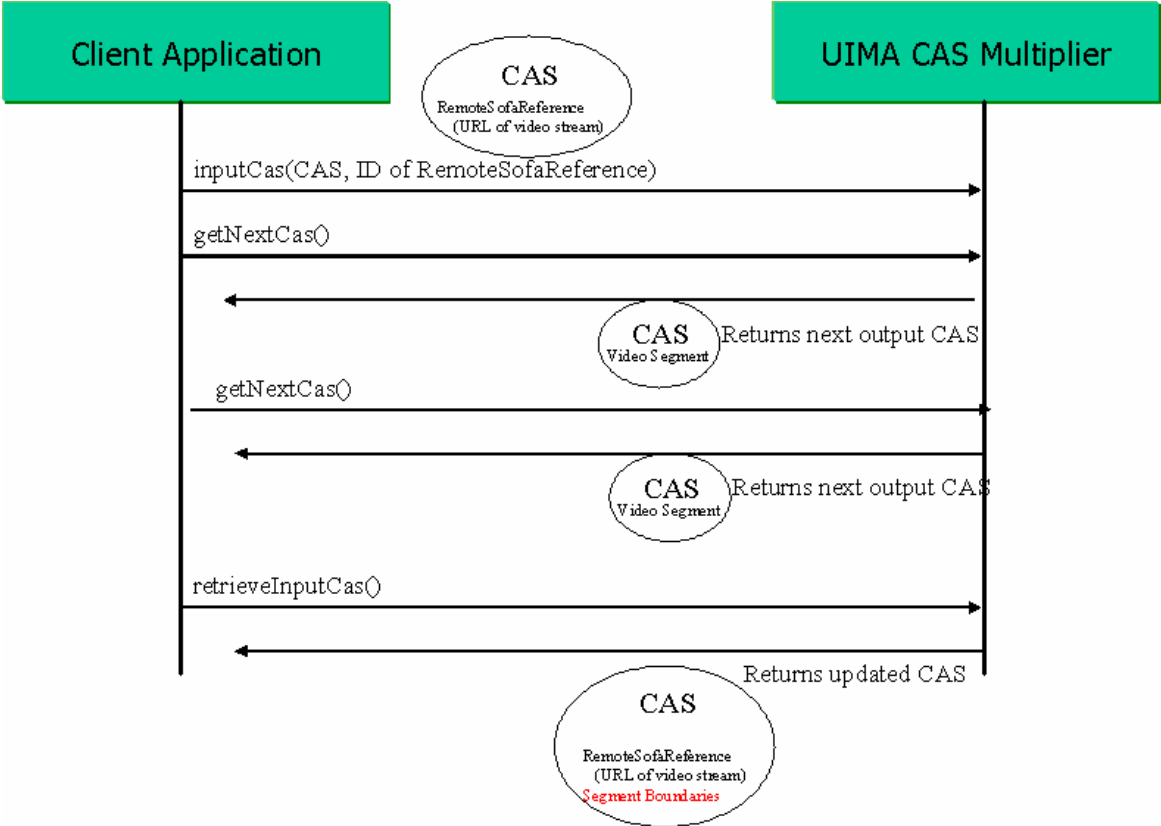 Client Application
UIMA CAS Multiplier
CAS
RemoteSofaReference
(URL of video stream)
inputCas(CAS, ID of RemoteSofaReference)
getNextCas()
CAS
Video Segment
Returns next output CAS
getNextCas()
CAS
Video Segment
Returns next output CAS
retrieveInputCas()
Returns updated CAS
CAS
RemoteSofaReference
(URL of video stream)
Segment Boundaries